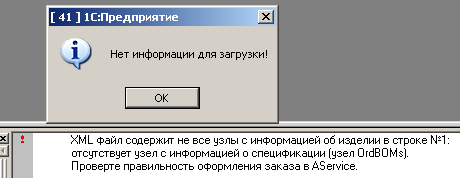 [ 41 ] 1С:Предприятие
Нет информации для загрузки!
OK
! XML файл содержит не все узлы с информацией об изделии в строке №1:
отсутствует узел с информацией о спецификации (узел OrdBOMs).
Проверте правильность оформления заказа в AService.